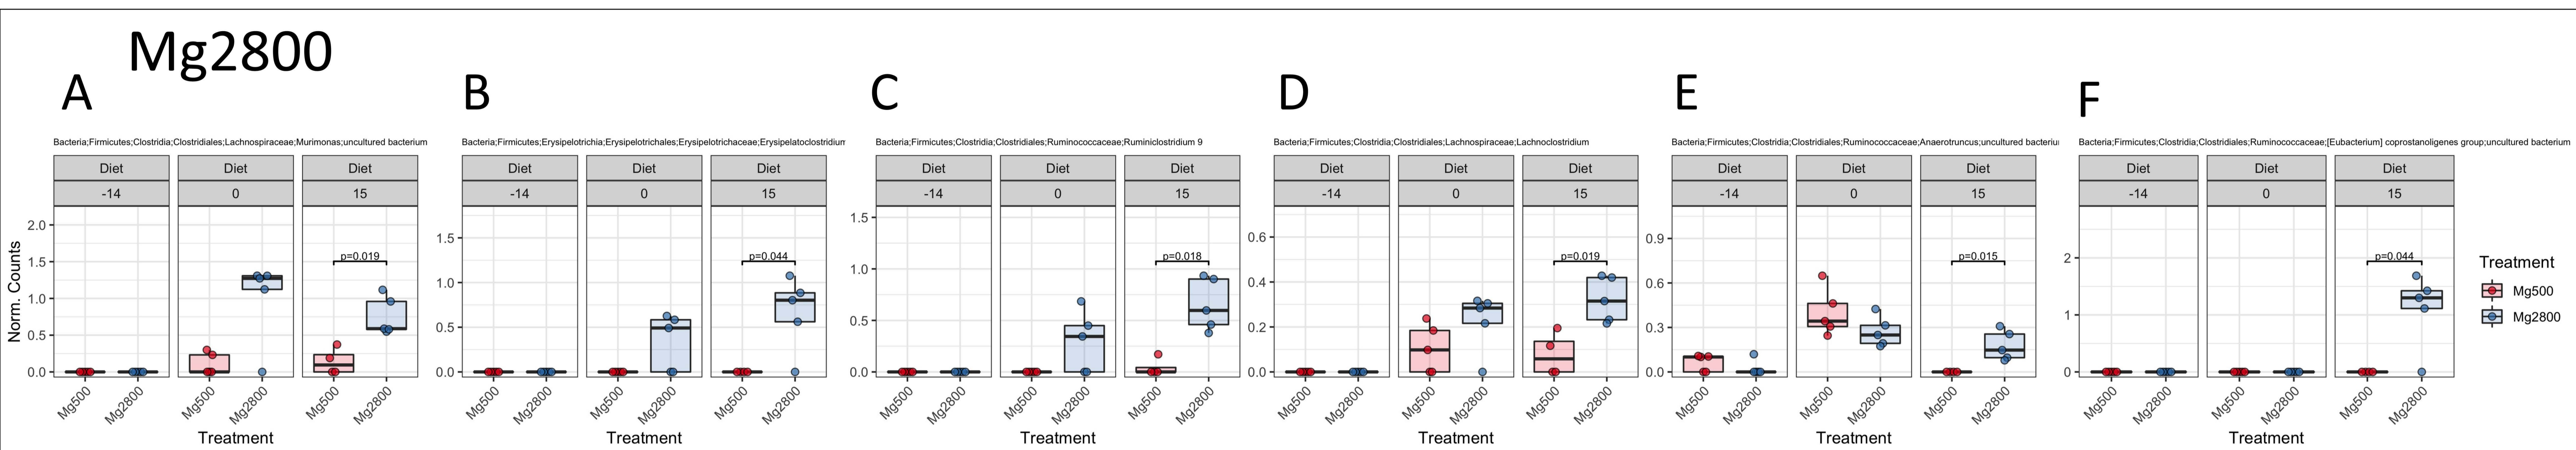 Mg2800
A B C D E F
Bacteria;Firmicutes;Clostridia;Clostridiales;Lachnospiraceae;Murimonas;uncultured bacterium
Diet Diet Diet
-14 0 15
Norm. Counts
2.0
1.5
1.0
0.5
0.0
p=0.019
Mg500 Mg2800 Mg500 Mg2800 Mg500 Mg2800
Treatment
Bacteria;Firmicutes;Erysipelotrichia;Erysipelotrichales;Erysipelotrichaceae;Erysipelatoclostridium
Diet Diet Diet
-14 0 15
1.5
1.0
0.5
0.0
p=0.044
Mg500 Mg2800 Mg500 Mg2800 Mg500 Mg2800
Treatment
Bacteria;Firmicutes;Clostridia;Clostridiales;Ruminococcaceae;Ruminiclostridium 9
Diet Diet Diet
-14 0 15
1.5
1.0
0.5
0.0
p=0.018
Mg500 Mg2800 Mg500 Mg2800 Mg500 Mg2800
Treatment
Bacteria;Firmicutes;Clostridia;Clostridiales;Lachnospiraceae;Lachnoclostridium
Diet Diet Diet
-14 0 15
0.6
0.4
0.2
0.0
p=0.019
Mg500 Mg2800 Mg500 Mg2800 Mg500 Mg2800
Treatment
Bacteria;Firmicutes;Clostridia;Clostridiales;Ruminococcaceae;Anaerotruncus;uncultured bacteriu
Diet Diet Diet
-14 0 15
0.9
0.6
0.3
0.0
p=0.015
Mg500 Mg2800 Mg500 Mg2800 Mg500 Mg2800
Treatment
Bacteria;Firmicutes;Clostridia;Clostridiales;Ruminococcaceae;[Eubacterium] coprostanoligenes group;uncultured bacterium
Diet Diet Diet
-14 0 15
2
1
0
p=0.044
Mg500 Mg2800 Mg500 Mg2800 Mg500 Mg2800
Treatment
Treatment
Mg500
Mg2800